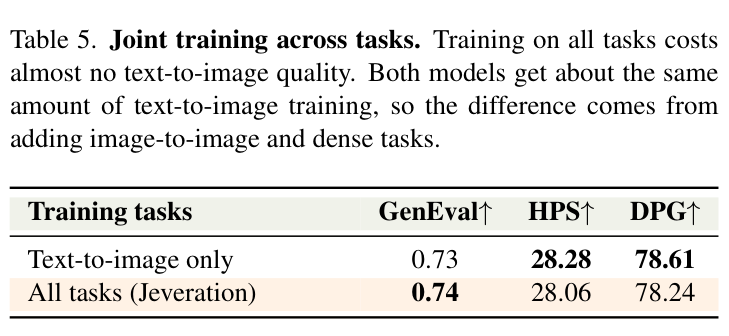 Table 5. Joint training across tasks. Training on all tasks costs
almost no text-to-image quality. Both models get about the same
amount of text-to-image training, so the difference comes from
adding image-to-image and dense tasks.
Training tasks GenEval↑ HPS↑ DPG↑
Text-to-image only 0.73 28.28 78.61
All tasks (Jeveration) 0.74 28.06 78.24